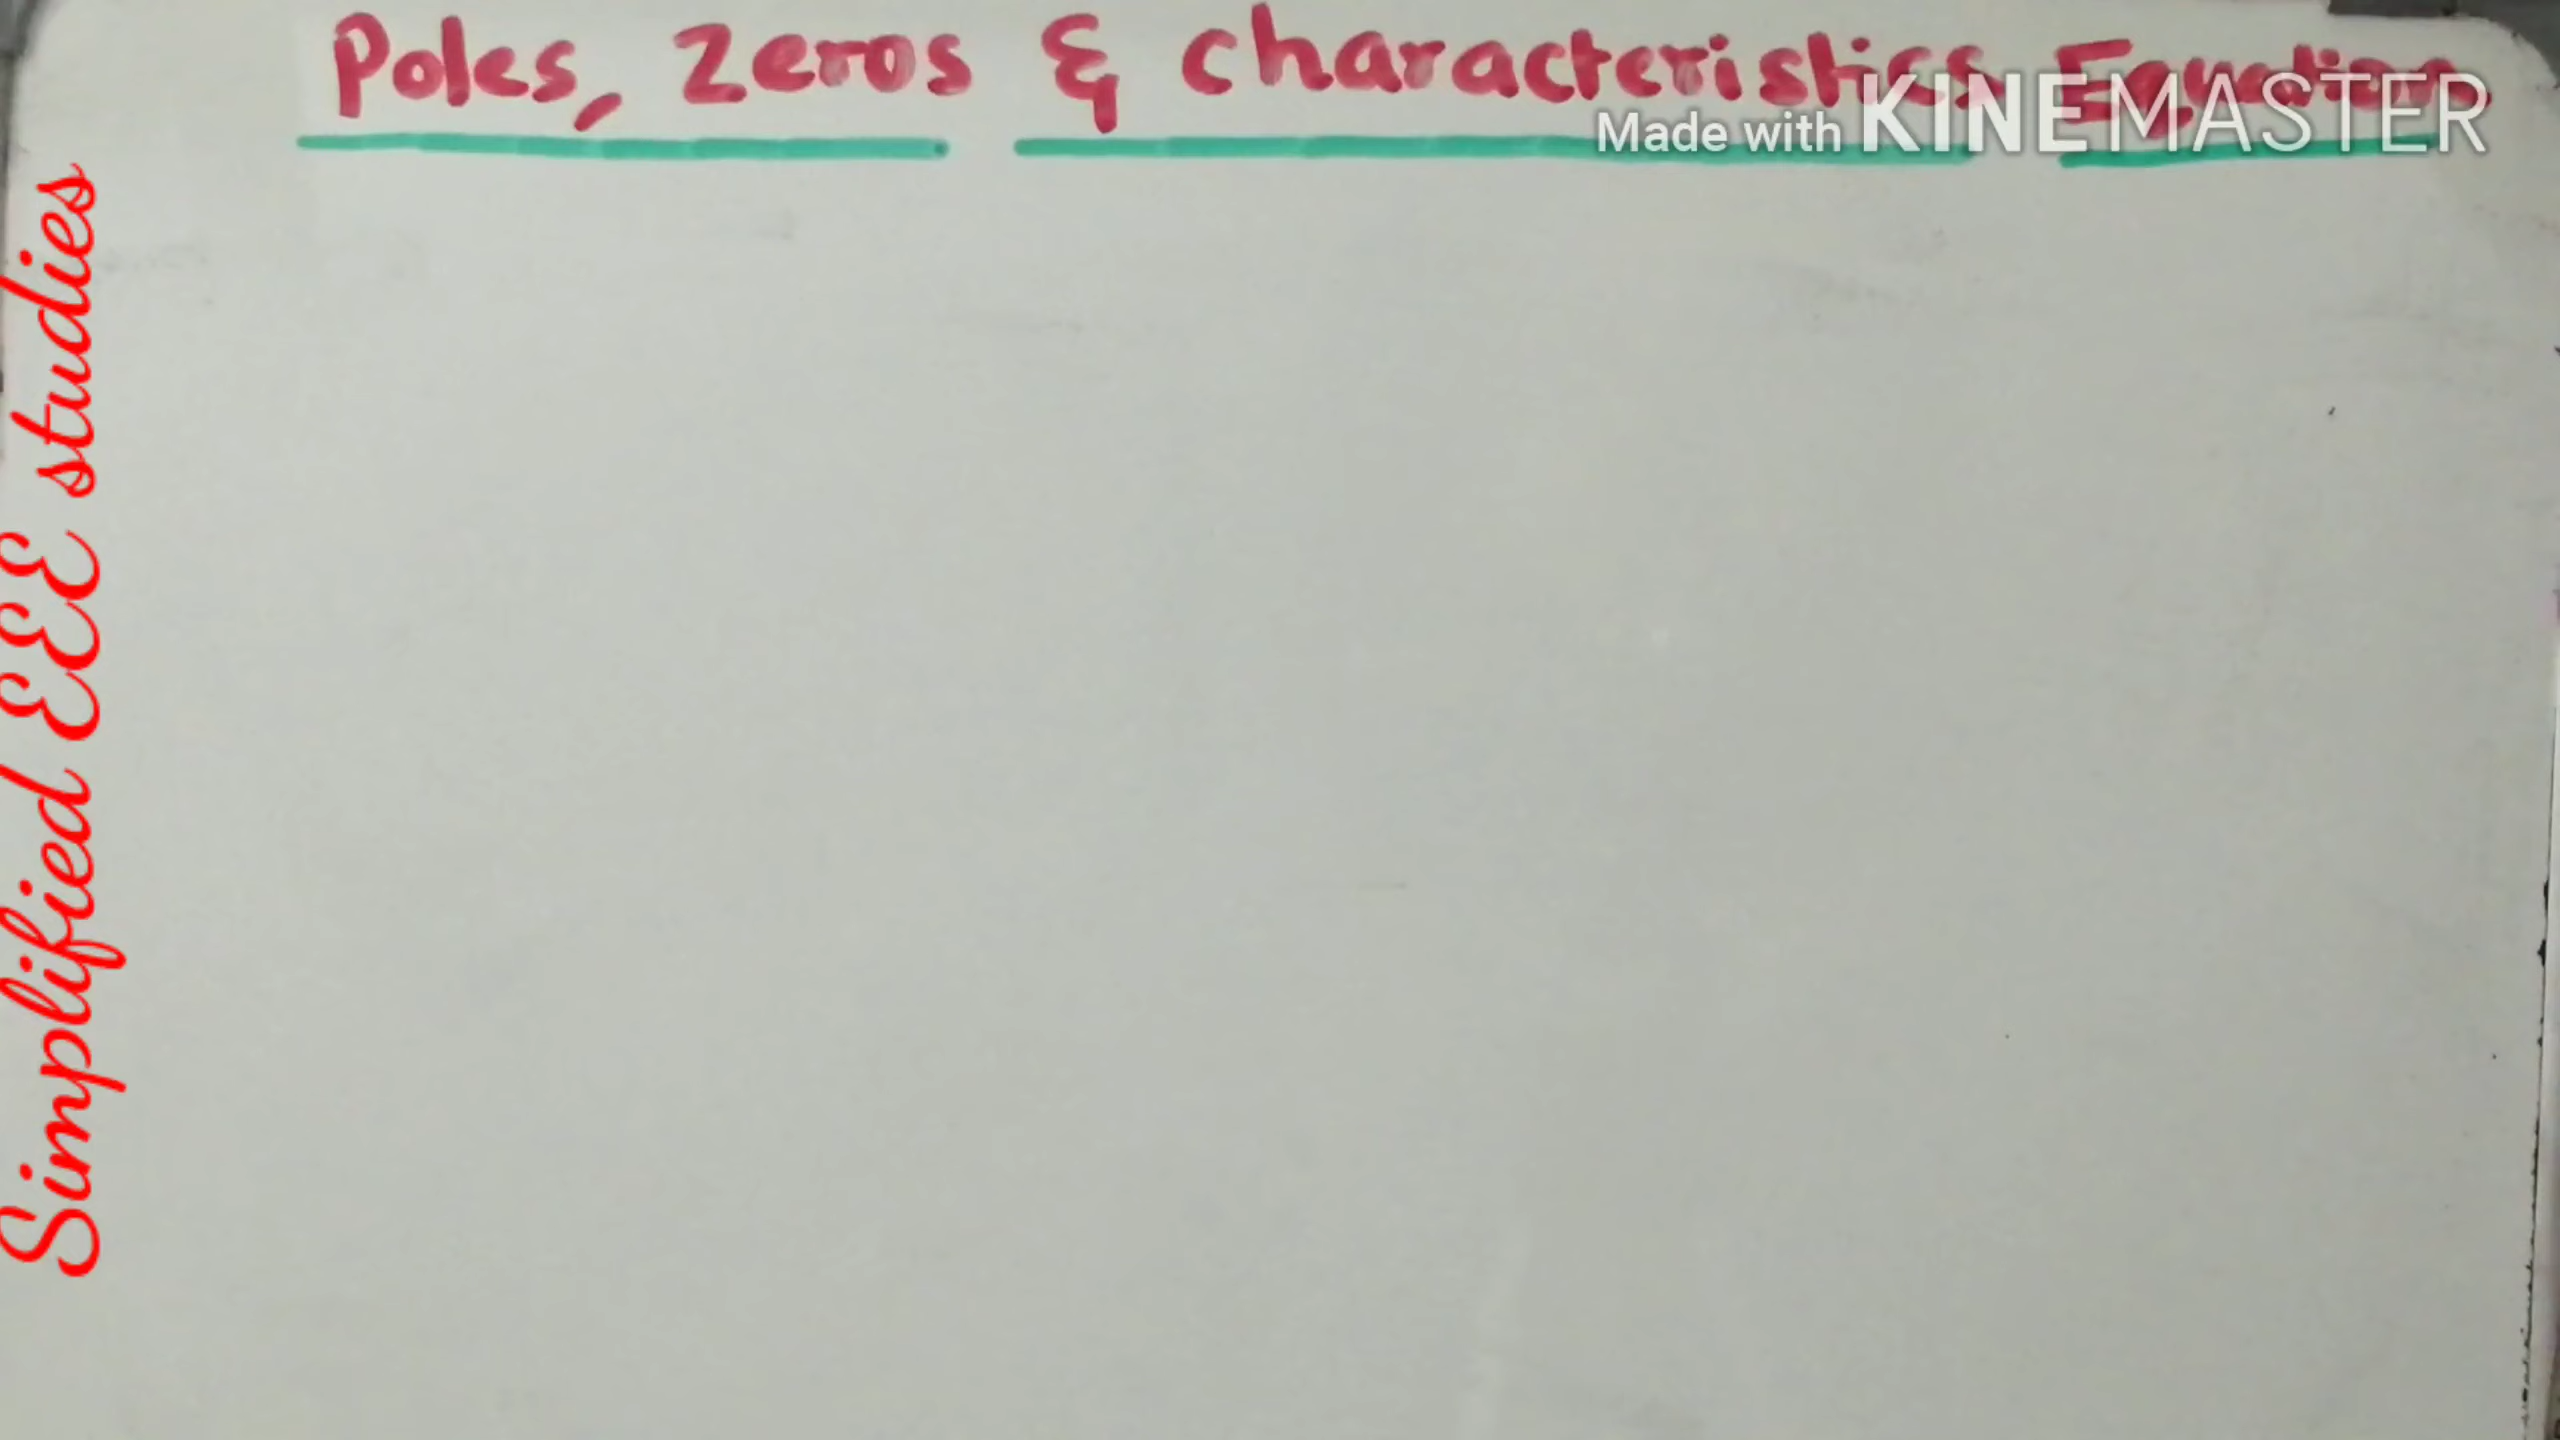 Poles, Zeros & characteristics Equation
Made with KINEMASTER
Simplified EEE studies